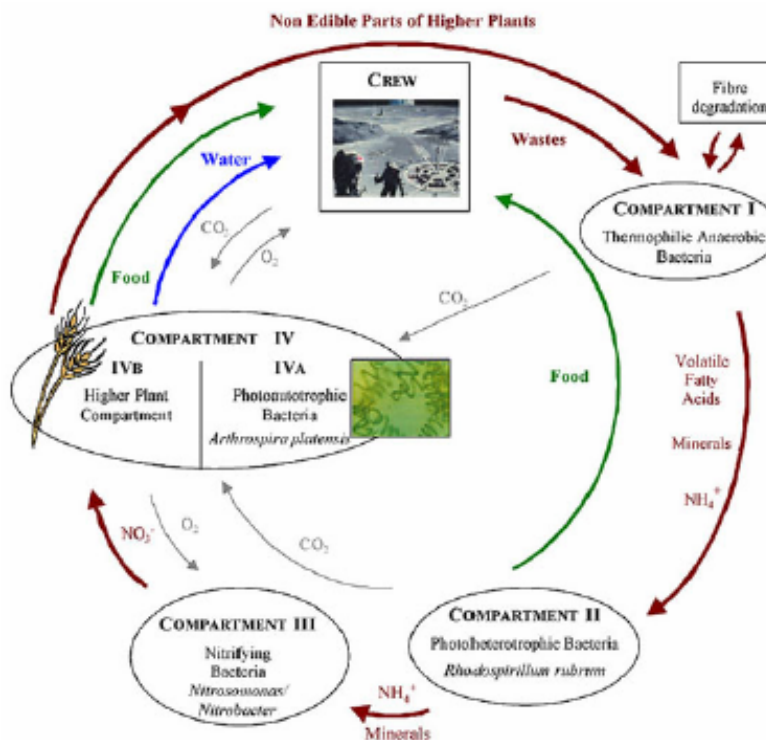 Non Edible Parts of Higher Plants
CREW
Fibre
degradation
Wastes
Water
COMPARTMENT I
Thermophilic Anaerobic
Bacteria
CO₂
O₂
Food
CO₂
COMPARTMENT IV
IVB
Higher Plant
Compartment
IVA
Photoautotrophic
Bacteria
Arthrospira platensis
Food
Volatile
Fatty
Acids
Minerals
NH₄⁺
NO₃⁻
O₂
CO₂
COMPARTMENT III
Nitrifying
Bacteria
Nitrosomonas/
Nitrobacter
COMPARTMENT II
Photoheterotrophic Bacteria
Rhodospirillum rubrum
NH₄⁺
Minerals